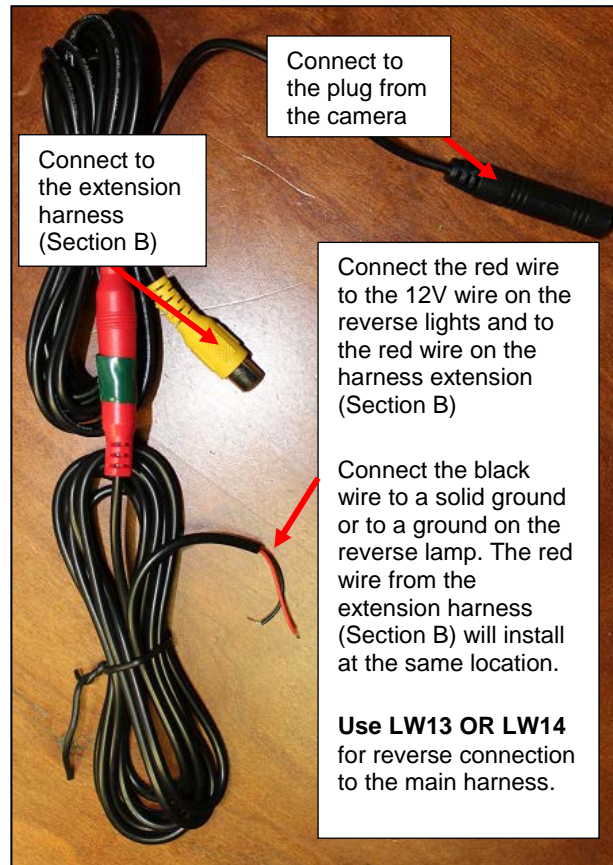 Connect to
the plug from
the camera
Connect to
the extension
harness
(Section B)
Connect the red wire
to the 12V wire on the
reverse lights and to
the red wire on the
harness extension
(Section B)
Connect the black
wire to a solid ground
or to a ground on the
reverse lamp. The red
wire from the
extension harness
(Section B) will install
at the same location.
Use LW13 OR LW14
for reverse connection
to the main harness.